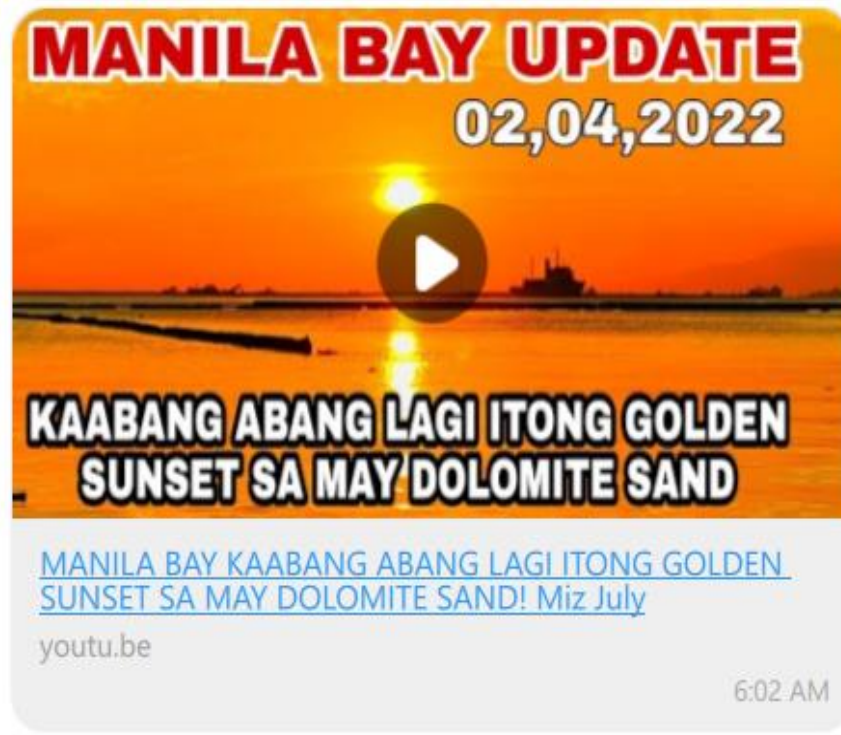 MANILA BAY UPDATE
02,04,2022
KAABANG ABANG LAGI ITONG GOLDEN
SUNSET SA MAY DOLOMITE SAND
MANILA BAY KAABANG ABANG LAGI ITONG GOLDEN
SUNSET SA MAY DOLOMITE SAND! Miz July
youtu.be
6:02 AM